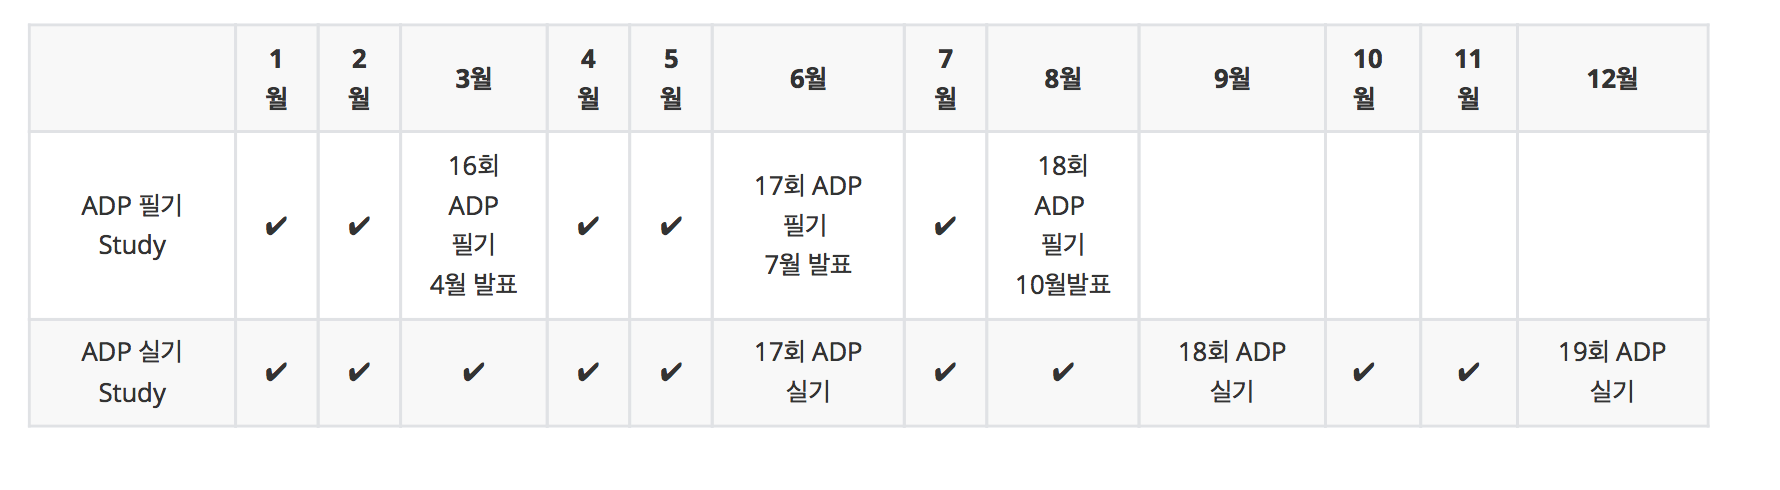 1월 2월 3월 4월 5월 6월 7월 8월 9월 10월 11월 12월
ADP 필기
Study
✔ ✔
16회
ADP
필기
4월 발표
✔ ✔
17회 ADP
필기
7월 발표
✔
18회
ADP
필기
10월발표
ADP 실기
Study
✔ ✔ ✔ ✔ ✔
17회 ADP
실기
✔ ✔
18회 ADP
실기
✔ ✔
19회 ADP
실기